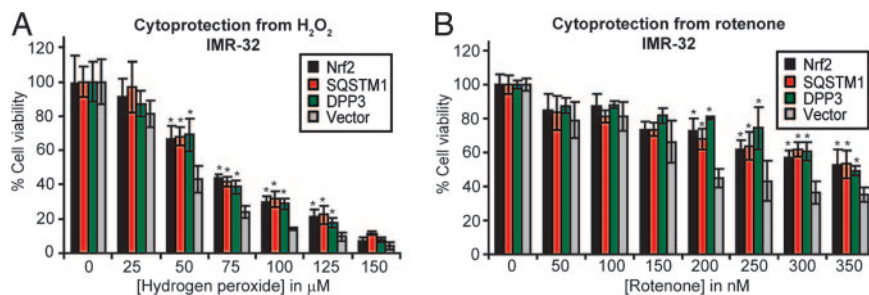 A
Cytoprotection from H₂O₂
IMR-32
120
100
80
60
40
20
0
% Cell viability
Nrf2
SQSTM1
DPP3
Vector
* * *
* * *
* * *
* * *
0 25 50 75 100 125 150
[Hydrogen peroxide] in μM
B
Cytoprotection from rotenone
IMR-32
120
100
80
60
40
20
0
% Cell viability
Nrf2
SQSTM1
DPP3
Vector
* * *
* * *
* * *
* * *
0 50 100 150 200 250 300 350
[Rotenone] in nM